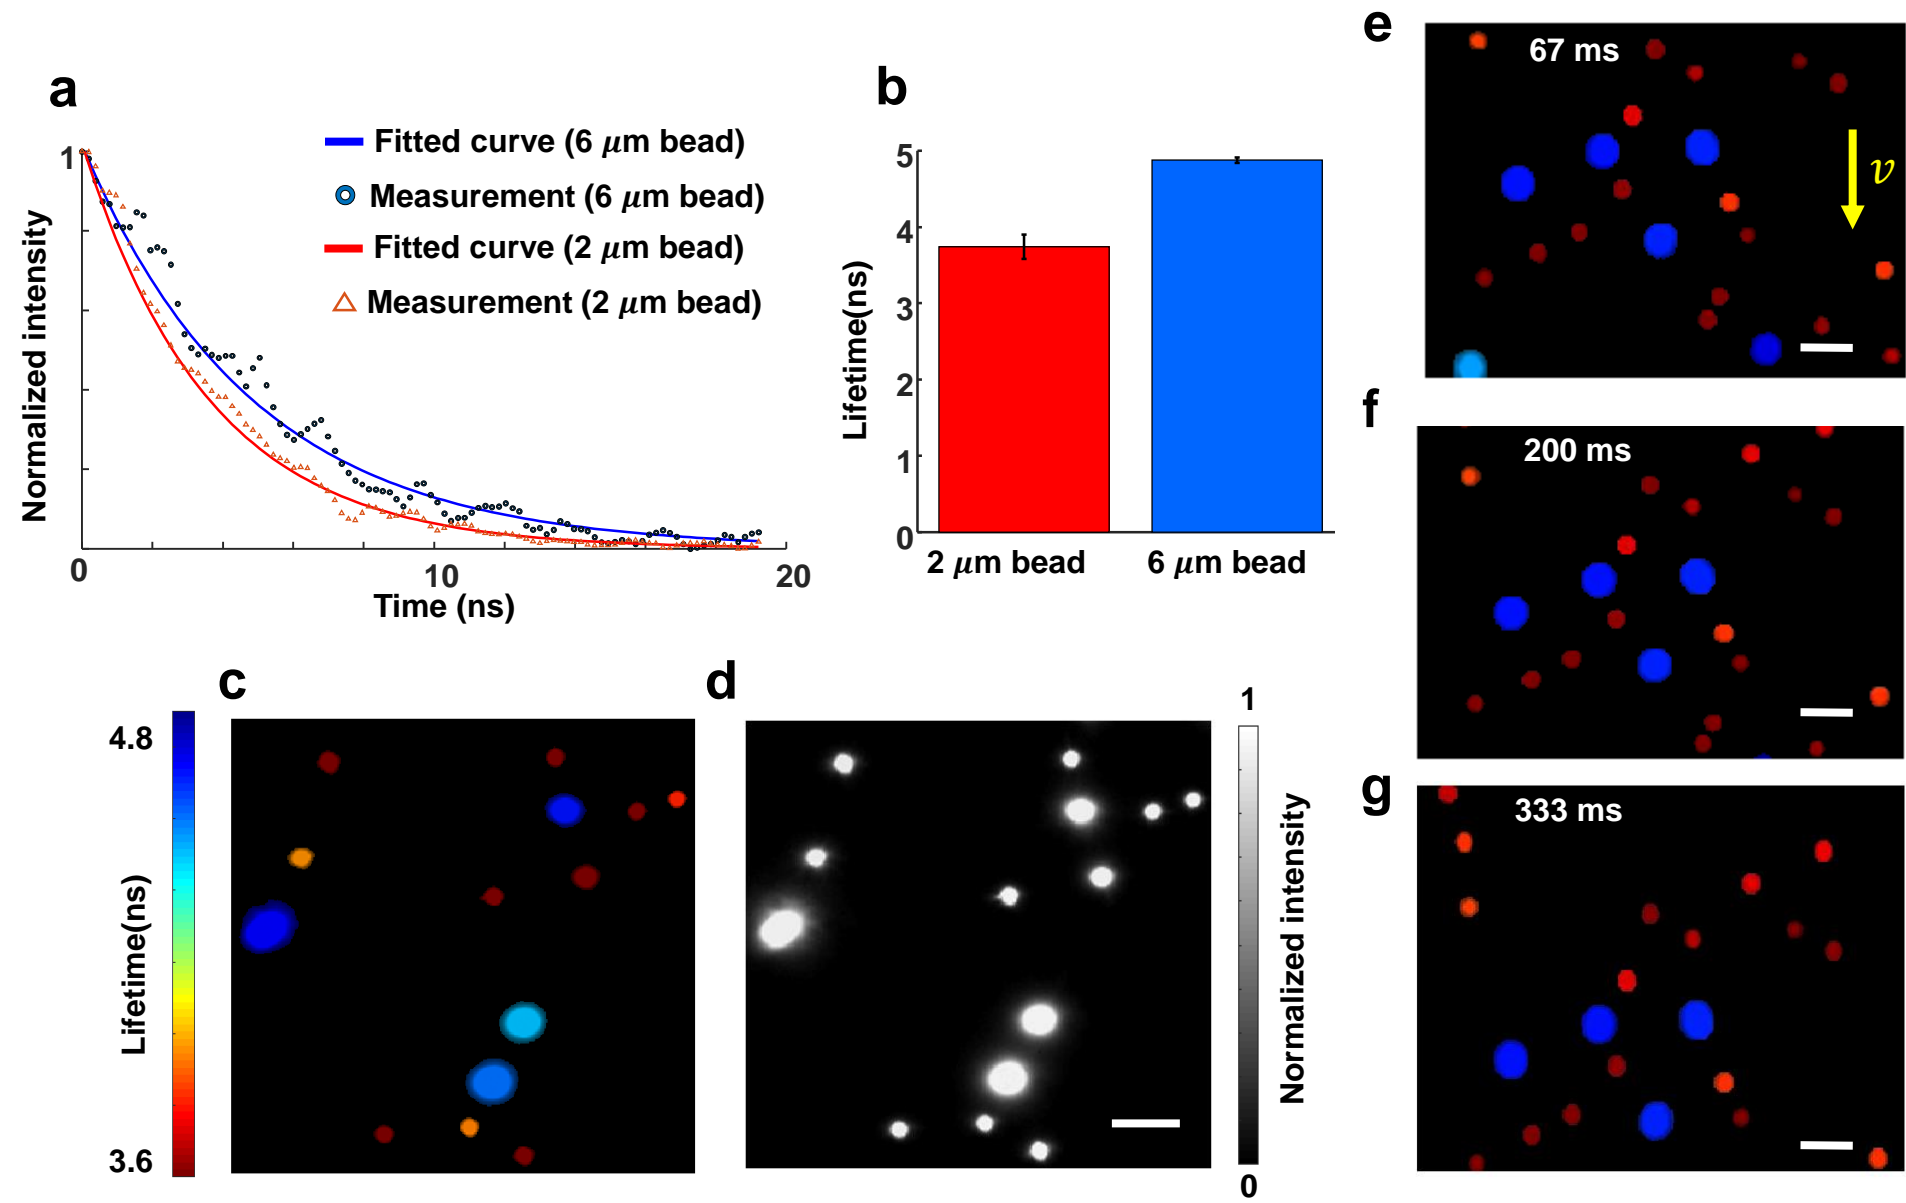 a
1
Normalized intensity
Fitted curve (6 μm bead)
Measurement (6 μm bead)
Fitted curve (2 μm bead)
Measurement (2 μm bead)
0
10
20
Time (ns)
b
5
4
3
2
1
0
Lifetime(ns)
2 μm bead
6 μm bead
c
4.8
3.6
Lifetime(ns)
d
1
0
Normalized intensity
e
67 ms
v
f
200 ms
g
333 ms